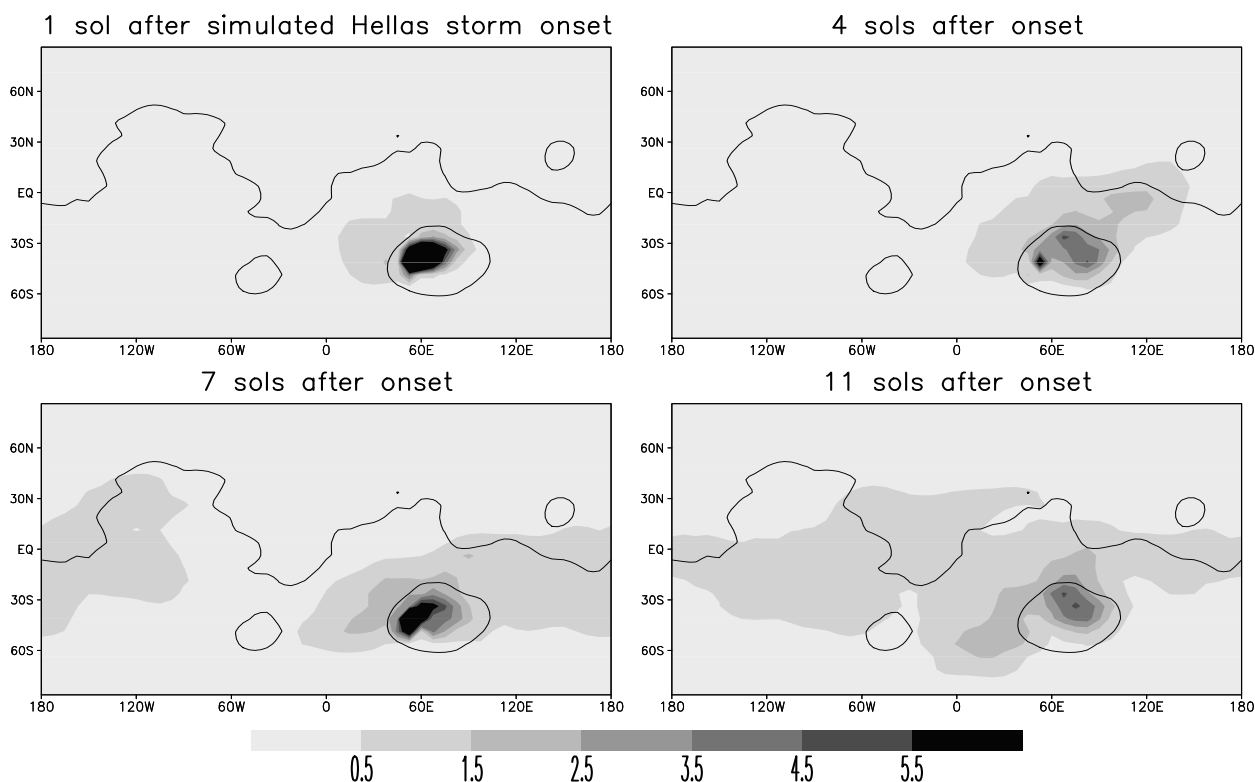 1 sol after simulated Hellas storm onset
4 sols after onset
60N 60N
30N 30N
EQ EQ
30S 30S
60S 60S
180 120W 60W 0 60E 120E 180 180 120W 60W 0 60E 120E 180
7 sols after onset
11 sols after onset
60N 60N
30N 30N
EQ EQ
30S 30S
60S 60S
180 120W 60W 0 60E 120E 180 180 120W 60W 0 60E 120E 180
0.5 1.5 2.5 3.5 4.5 5.5